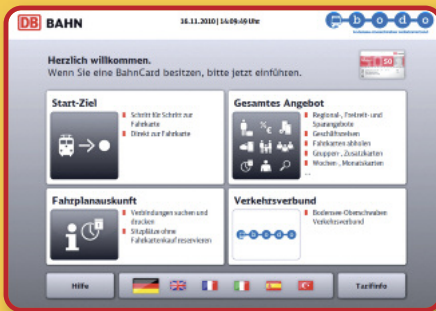 DB BAHN
16.11.2010 | 14:09:49 Uhr
bodo
Herzlich willkommen.
Wenn Sie eine BahnCard besitzen, bitte jetzt einführen.
50
Start-Ziel
Schritt für Schritt zur
Fahrkarte
Direkt zur Fahrkarte
Gesamtes Angebot
Regional-, Freizeit- und
Sparangebote
Geschäftsreisen
Fahrkarten abholen
Gruppen-, Zusatzkarten
Wochen-, Monatskarten
...
Fahrplanauskunft
Verbindungen suchen und
drucken
Sitzplätze ohne
Fahrkartenkauf reservieren
Verkehrsverbund
Bodensee-Oberschwaben
Verkehrsverbund
bodo
Hilfe
Tarifinfo